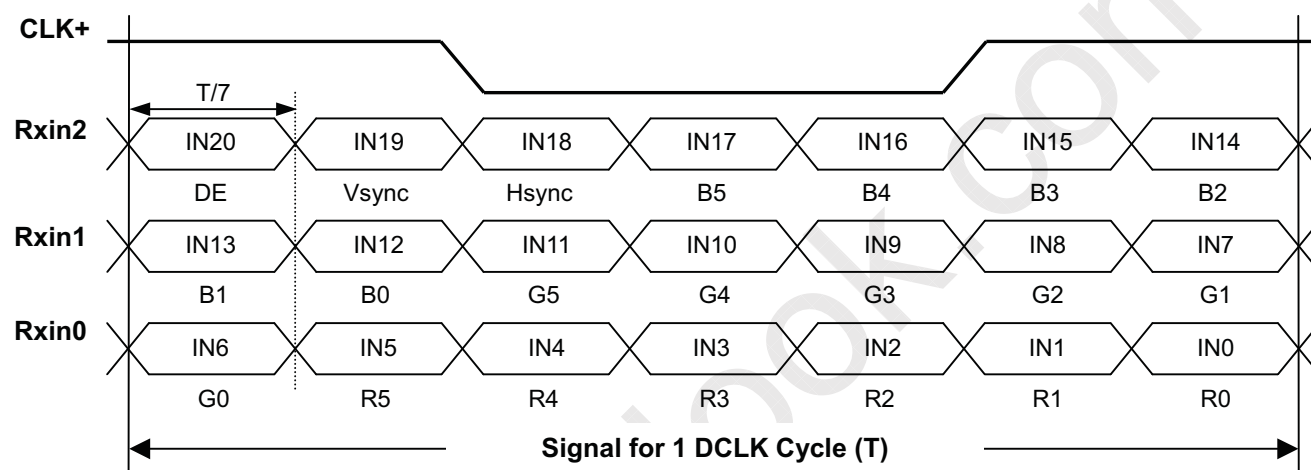 CLK+
T/7
Rxin2 IN20 IN19 IN18 IN17 IN16 IN15 IN14
DE Vsync Hsync B5 B4 B3 B2
Rxin1 IN13 IN12 IN11 IN10 IN9 IN8 IN7
B1 B0 G5 G4 G3 G2 G1
Rxin0 IN6 IN5 IN4 IN3 IN2 IN1 IN0
G0 R5 R4 R3 R2 R1 R0
Signal for 1 DCLK Cycle (T)